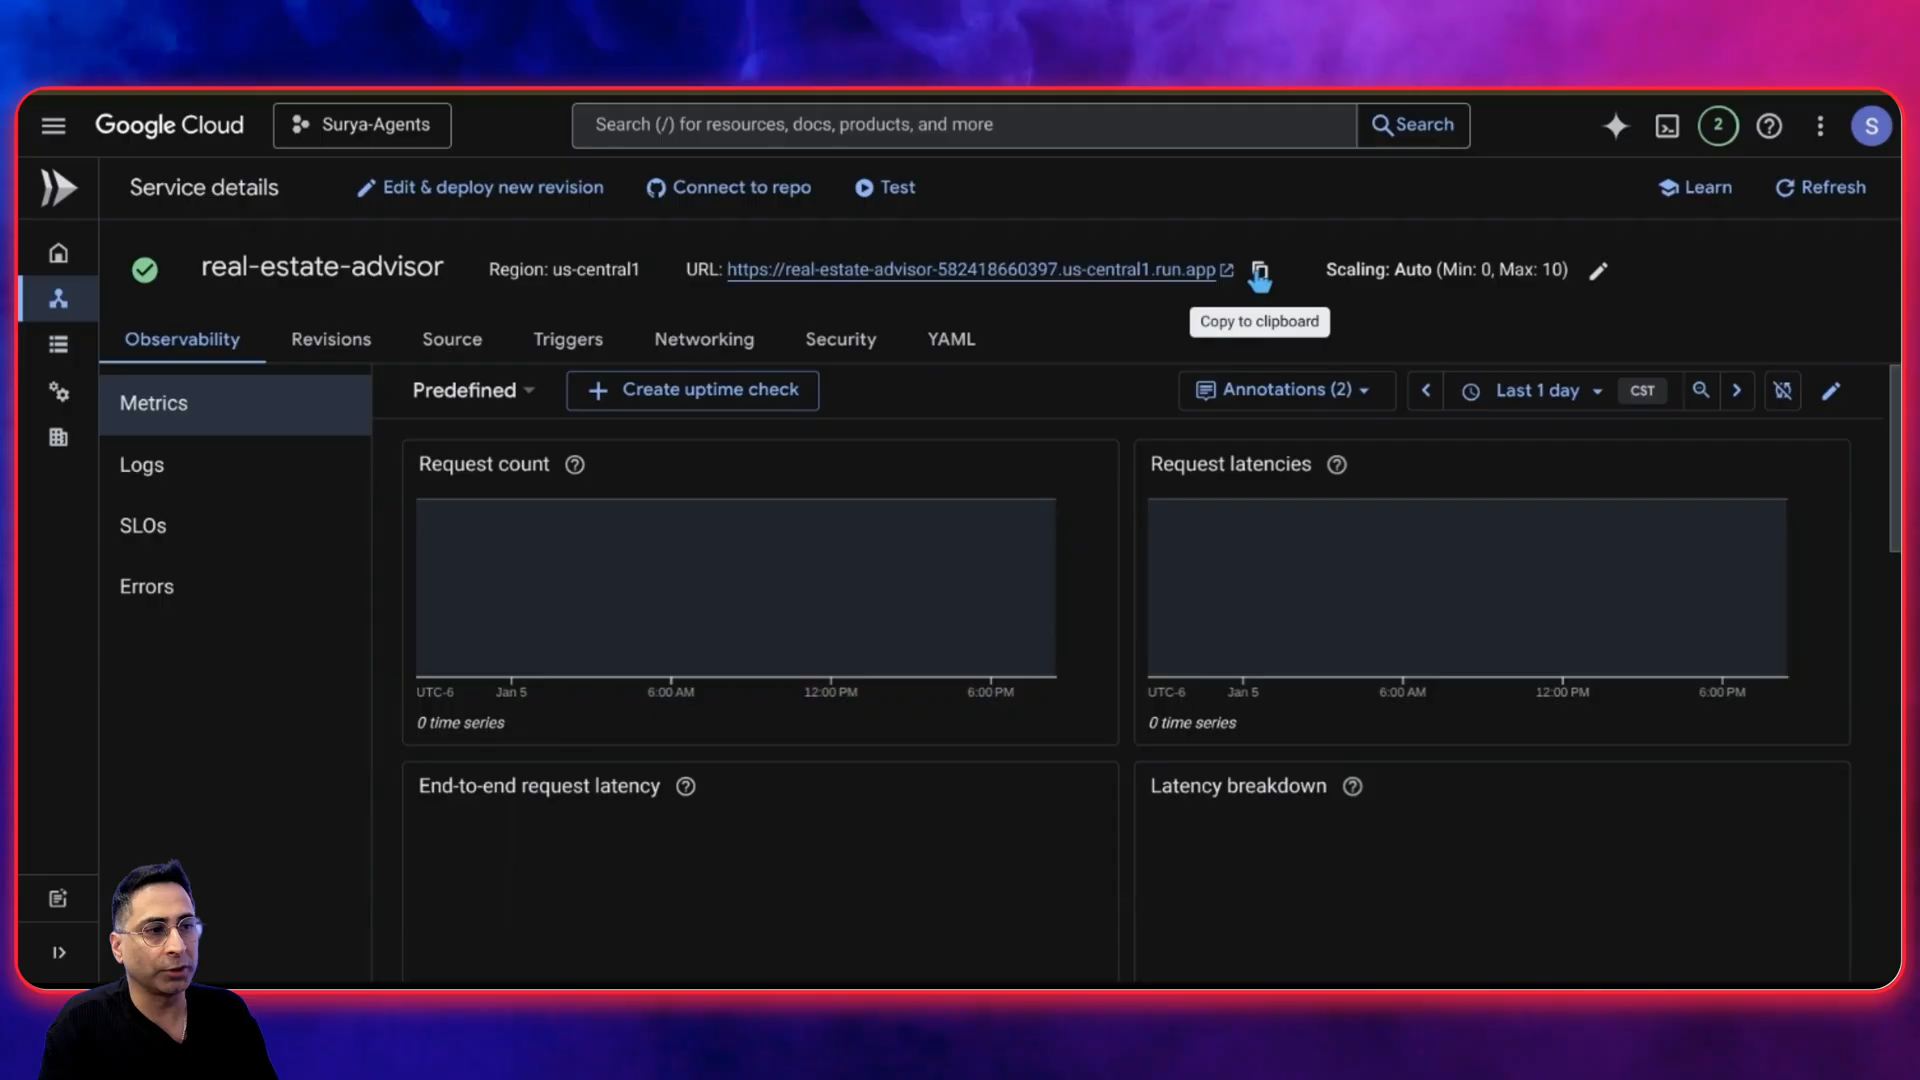 Google Cloud
Surya-Agents
Search (/) for resources, docs, products, and more
Search
2
S
Service details
Edit & deploy new revision
Connect to repo
Test
Learn
Refresh
real-estate-advisor
Region: us-central1
URL: https://real-estate-advisor-582418660397.us-central1.run.app
Scaling: Auto (Min: 0, Max: 10)
Copy to clipboard
Observability
Revisions
Source
Triggers
Networking
Security
YAML
Metrics
Logs
SLOs
Errors
Predefined
Create uptime check
Annotations (2)
Last 1 day
CST
Request count
UTC-6 Jan 5 6:00 AM 12:00 PM 6:00 PM
0 time series
Request latencies
UTC-6 Jan 5 6:00 AM 12:00 PM 6:00 PM
0 time series
End-to-end request latency
Latency breakdown